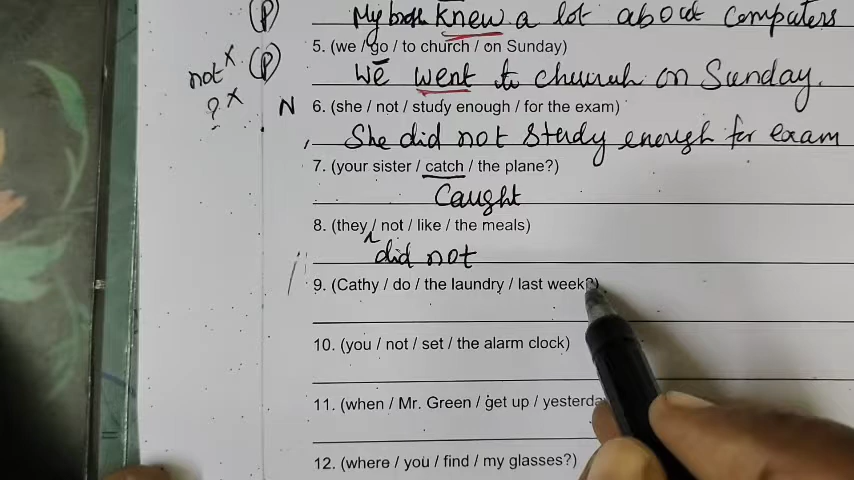 (P) My broth knew a lot about computers
5. (we / go / to church / on Sunday)
not x (P) We went to chururh on Sunday.
? x N 6. (she / not / study enough / for the exam)
She did not study enough for exam
7. (your sister / catch / the plane?)
Caught
8. (they / not / like / the meals)
did not
9. (Cathy / do / the laundry / last week?)
10. (you / not / set / the alarm clock)
11. (when / Mr. Green / get up / yesterda
12. (where / you / find / my glasses?)